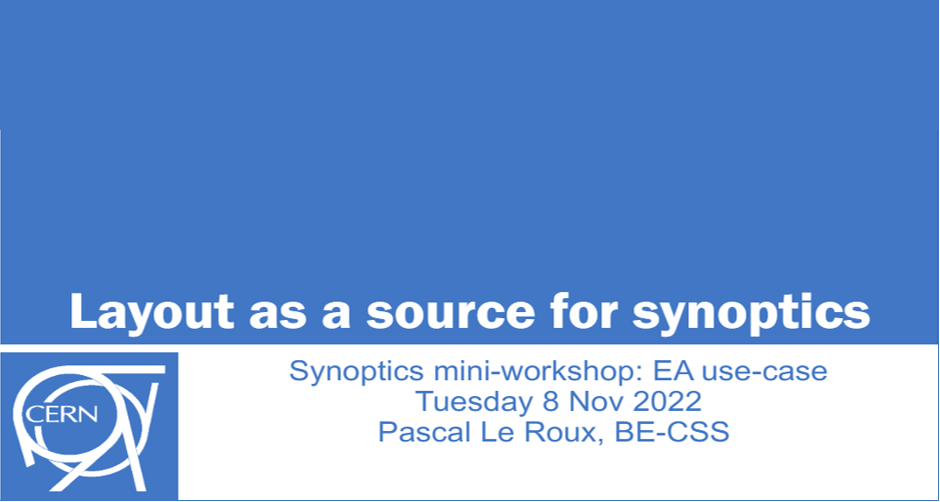 Layout as a source for synoptics
Synoptics mini-workshop: EA use-case
Tuesday 8 Nov 2022
Pascal Le Roux, BE-CSS
CERN